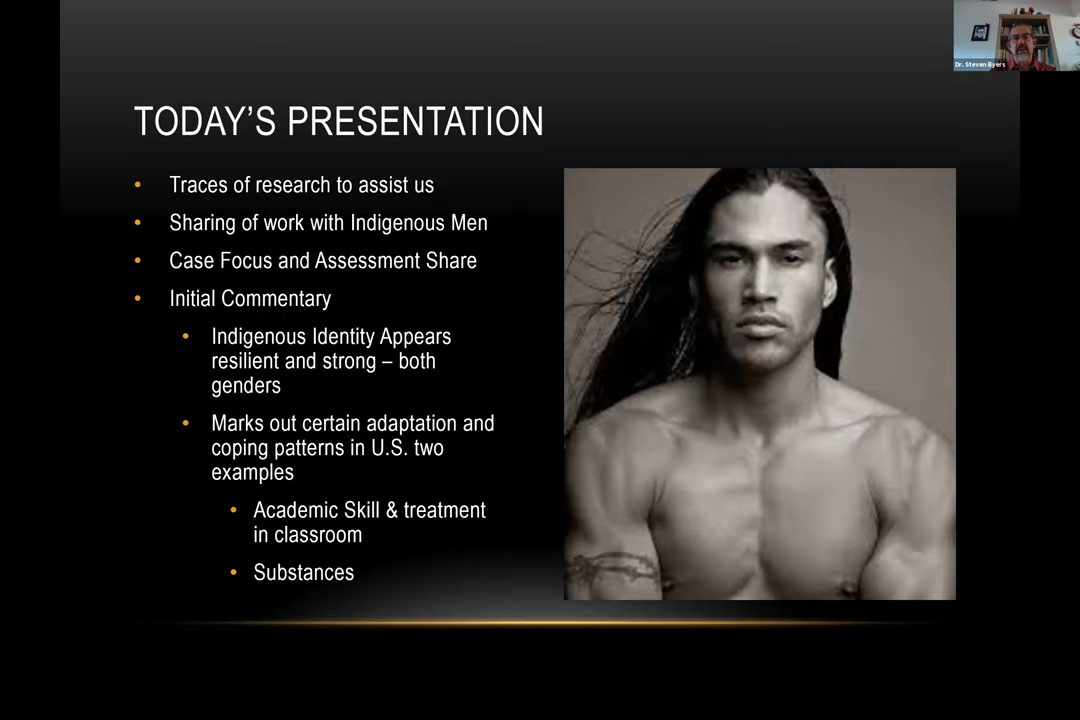 Dr. Steven Byers
TODAY'S PRESENTATION
• Traces of research to assist us
• Sharing of work with Indigenous Men
• Case Focus and Assessment Share
• Initial Commentary
• Indigenous Identity Appears
resilient and strong – both
genders
• Marks out certain adaptation and
coping patterns in U.S. two
examples
• Academic Skill & treatment
in classroom
• Substances